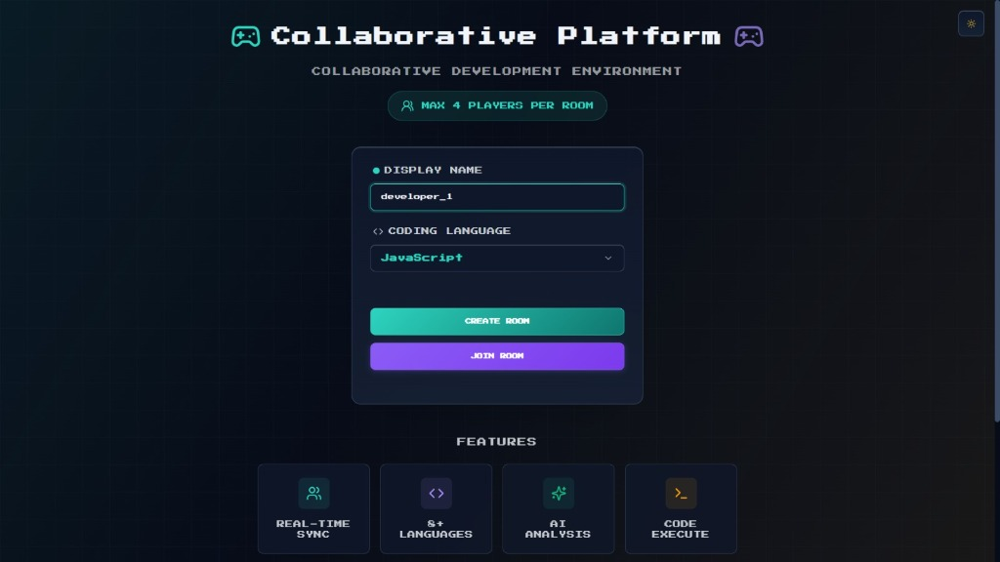 Collaborative Platform
COLLABORATIVE DEVELOPMENT ENVIRONMENT
MAX 4 PLAYERS PER ROOM
DISPLAY NAME
developer_1
CODING LANGUAGE
JavaScript
CREATE ROOM
JOIN ROOM
FEATURES
REAL-TIME
SYNC
8+
LANGUAGES
AI
ANALYSIS
CODE
EXECUTE